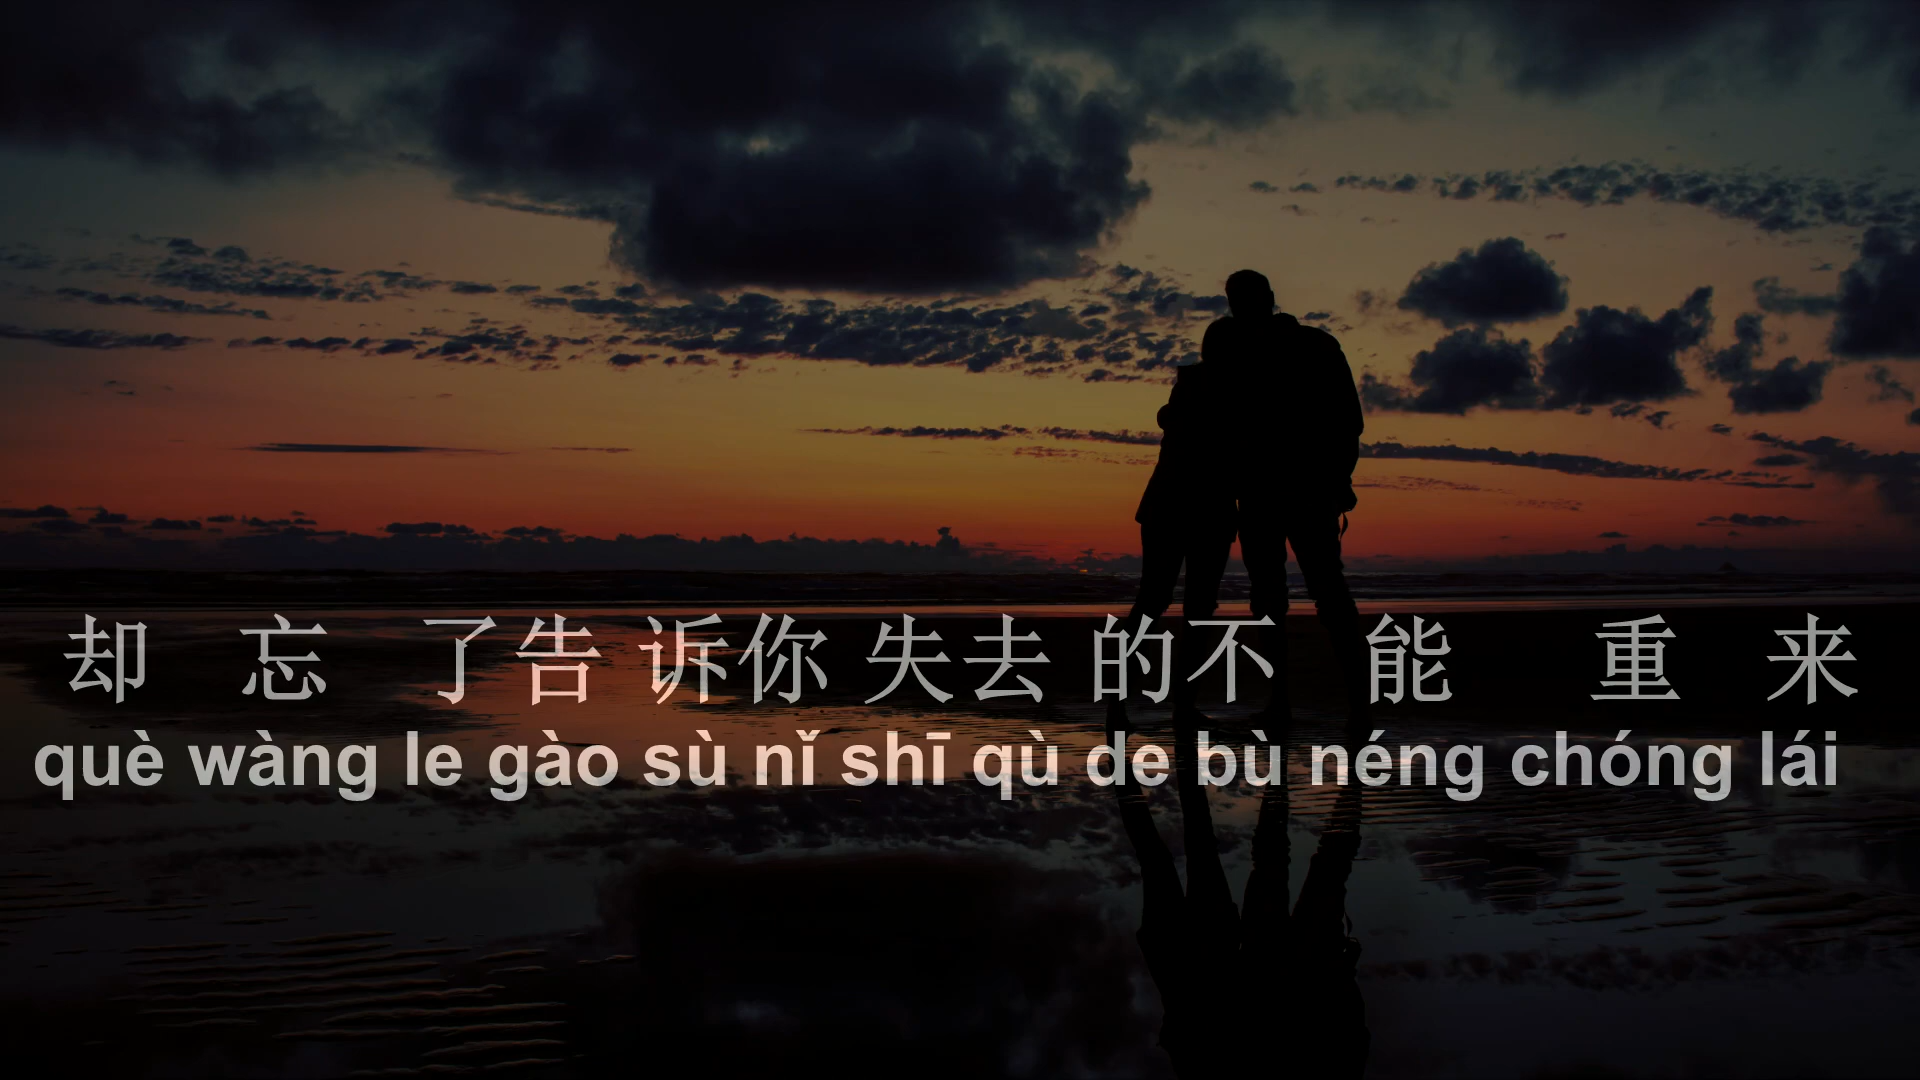 却 忘 了告 诉你 失去 的不 能 重 来
què wàng le gào sù nǐ shī qù de bù néng chóng lái